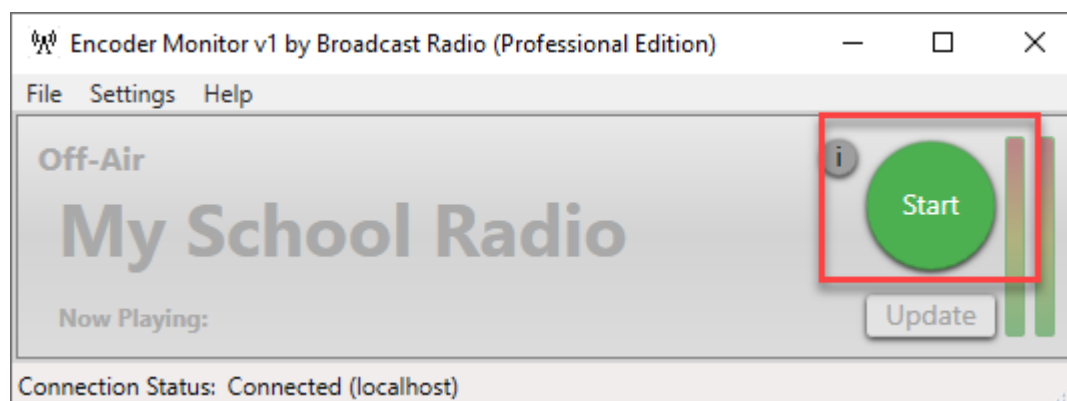 Encoder Monitor v1 by Broadcast Radio (Professional Edition)
File Settings Help
Off-Air
i
Start
My School Radio
Now Playing:
Update
Connection Status: Connected (localhost)